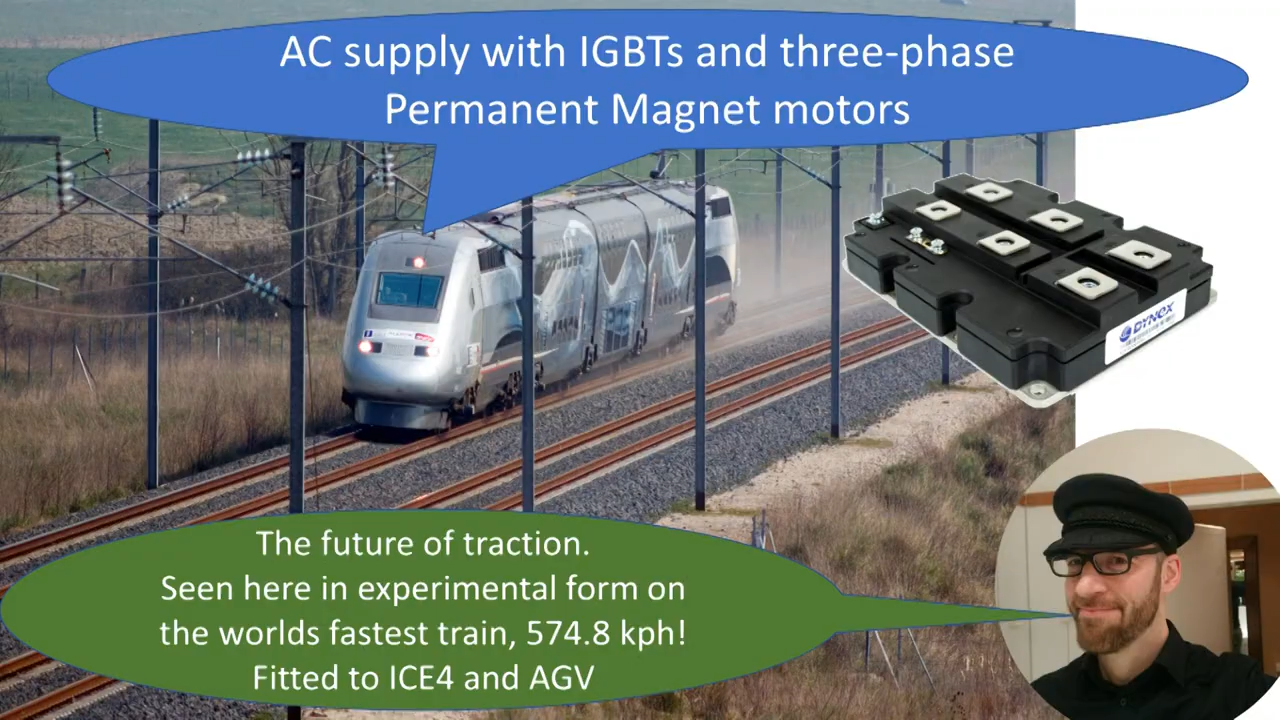 AC supply with IGBTs and three-phase
Permanent Magnet motors
DYNEX
The future of traction.
Seen here in experimental form on
the worlds fastest train, 574.8 kph!
Fitted to ICE4 and AGV